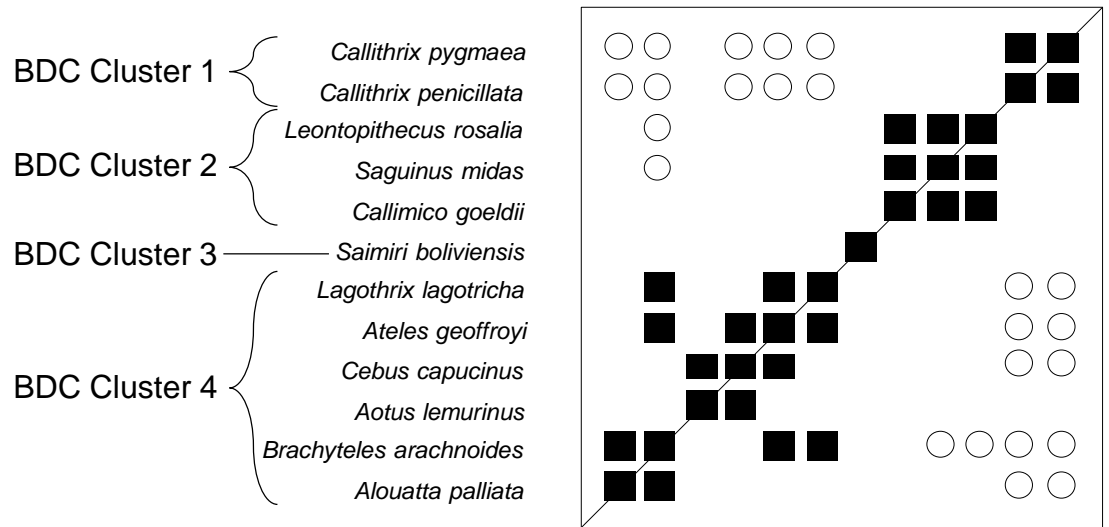 BDC Cluster 1
Callithrix pygmaea
Callithrix penicillata
BDC Cluster 2
Leontopithecus rosalia
Saguinus midas
Callimico goeldii
BDC Cluster 3
Saimiri boliviensis
BDC Cluster 4
Lagothrix lagotricha
Ateles geoffroyi
Cebus capucinus
Aotus lemurinus
Brachyteles arachnoides
Alouatta palliata